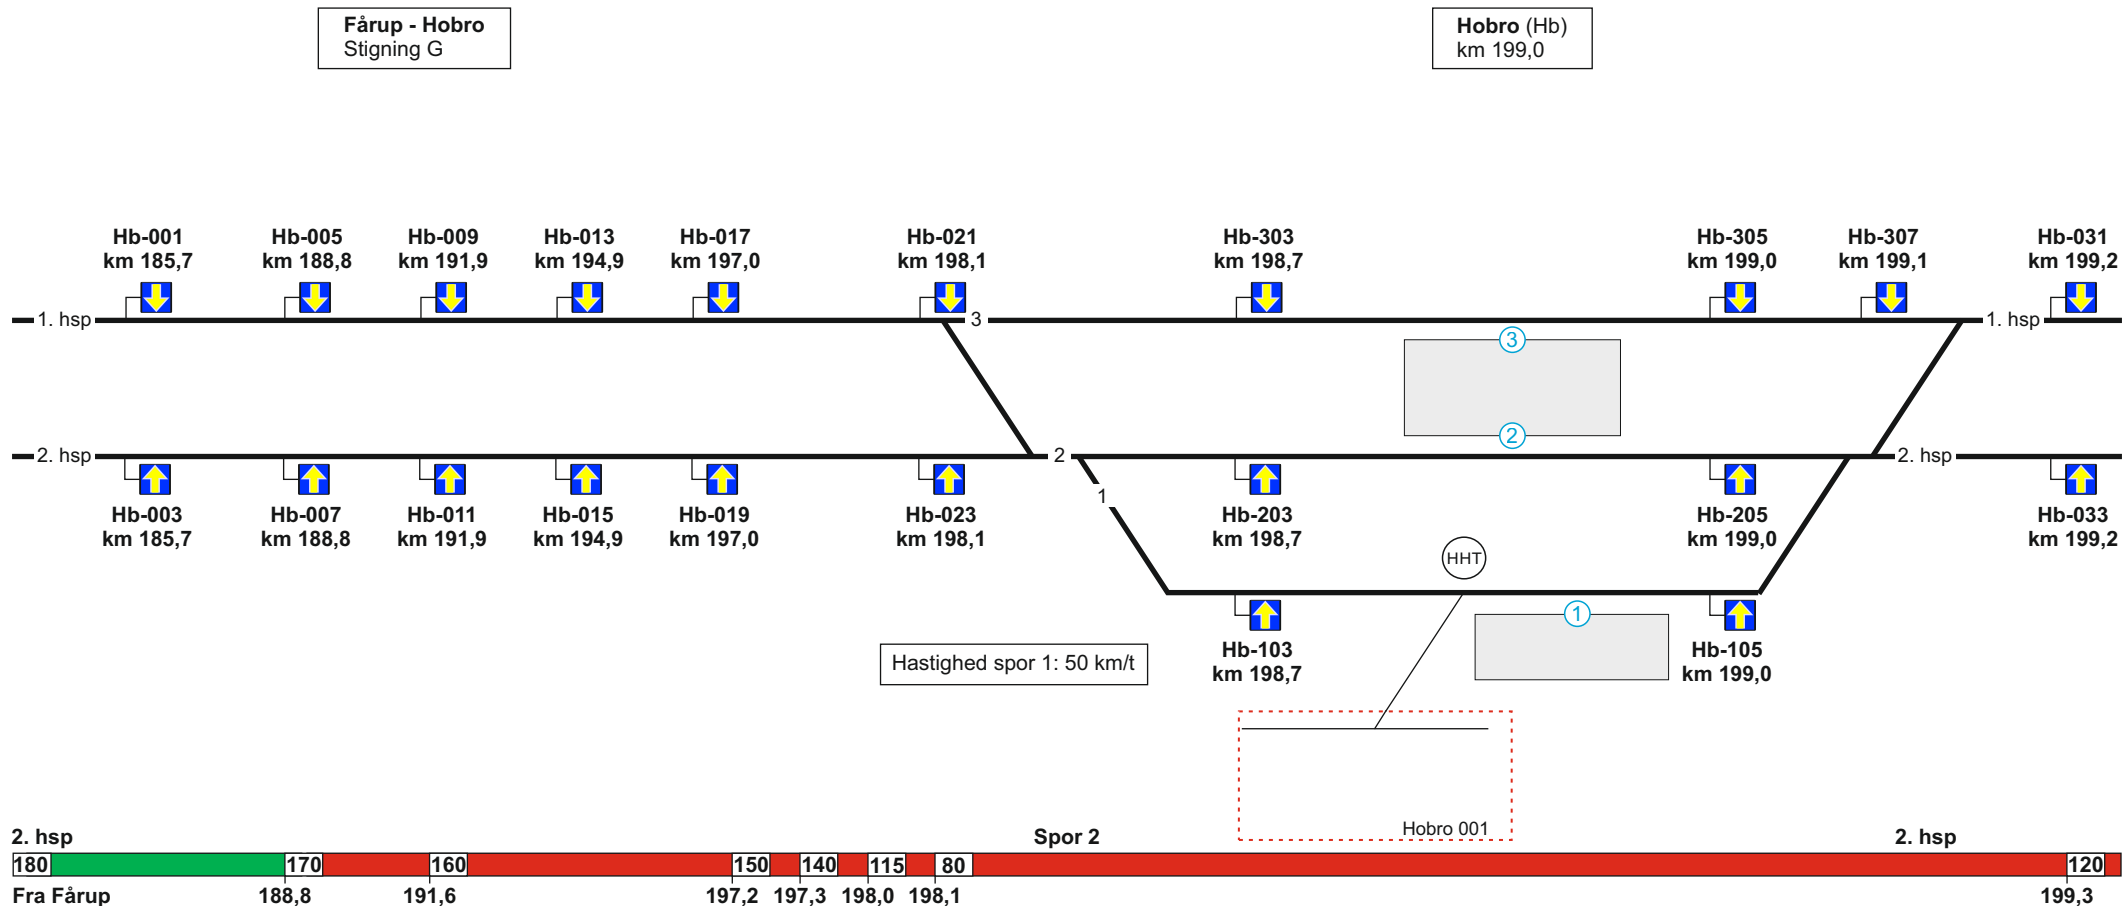 Fårup - Hobro
Stigning G
Hobro (Hb)
km 199,0
Hb-001
km 185,7
Hb-005
km 188,8
Hb-009
km 191,9
Hb-013
km 194,9
Hb-017
km 197,0
Hb-021
km 198,1
Hb-303
km 198,7
Hb-305
km 199,0
Hb-307
km 199,1
Hb-031
km 199,2
1. hsp
3
1. hsp
3
2
2. hsp
2
2. hsp
1
Hb-003
km 185,7
Hb-007
km 188,8
Hb-011
km 191,9
Hb-015
km 194,9
Hb-019
km 197,0
Hb-023
km 198,1
Hb-203
km 198,7
Hb-205
km 199,0
Hb-033
km 199,2
HHT
1
Hastighed spor 1: 50 km/t
Hb-103
km 198,7
Hb-105
km 199,0
Hobro 001
2. hsp
Spor 2
2. hsp
180 170 160 150 140 115 80 120
Fra Fårup 188,8 191,6 197,2 197,3 198,0 198,1 199,3